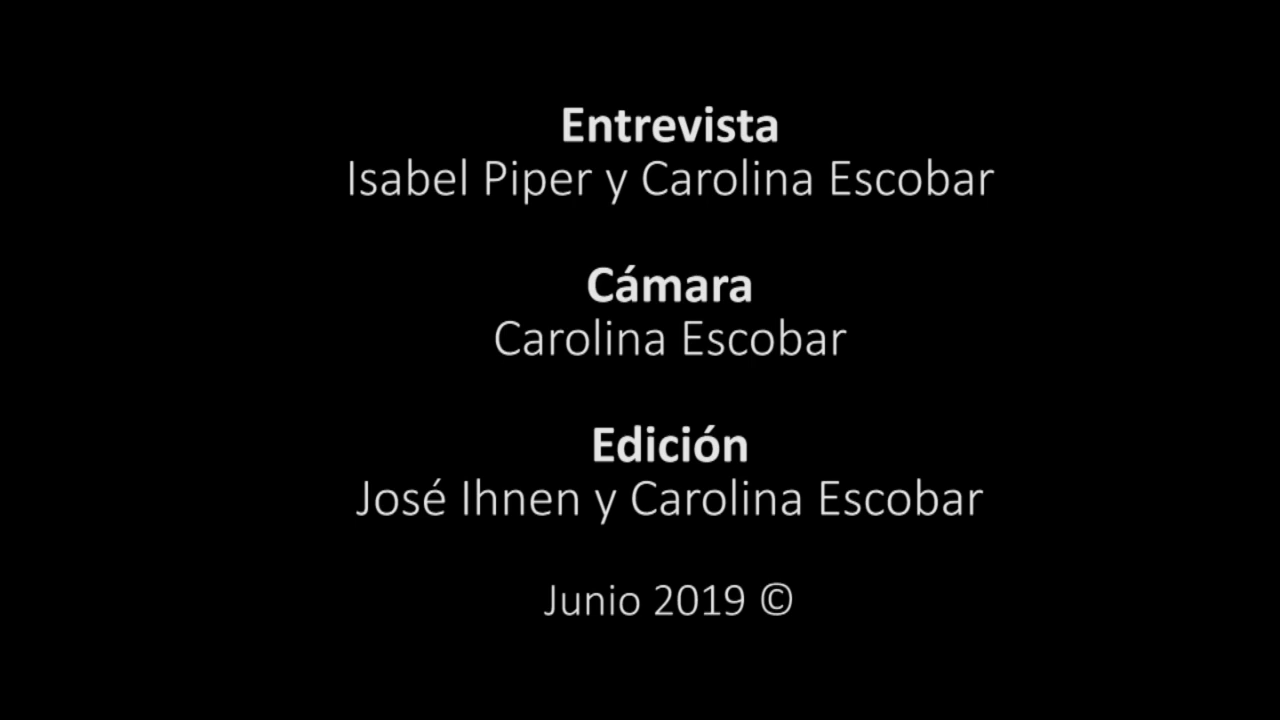 Entrevista
Isabel Piper y Carolina Escobar
Cámara
Carolina Escobar
Edición
José Ihnen y Carolina Escobar
Junio 2019 ©